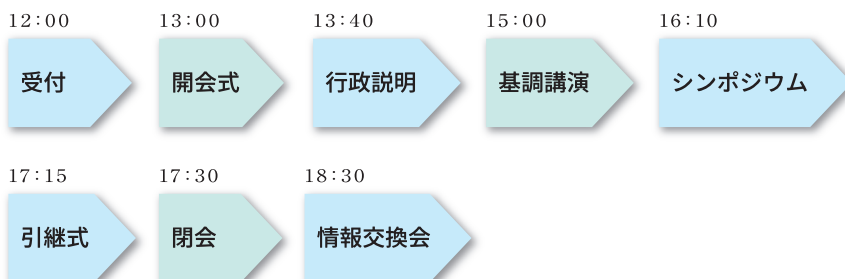 12:00 13:00 13:40 15:00 16:10
受付 開会式 行政説明 基調講演 シンポジウム
17:15 17:30 18:30
引継式 閉会 情報交換会